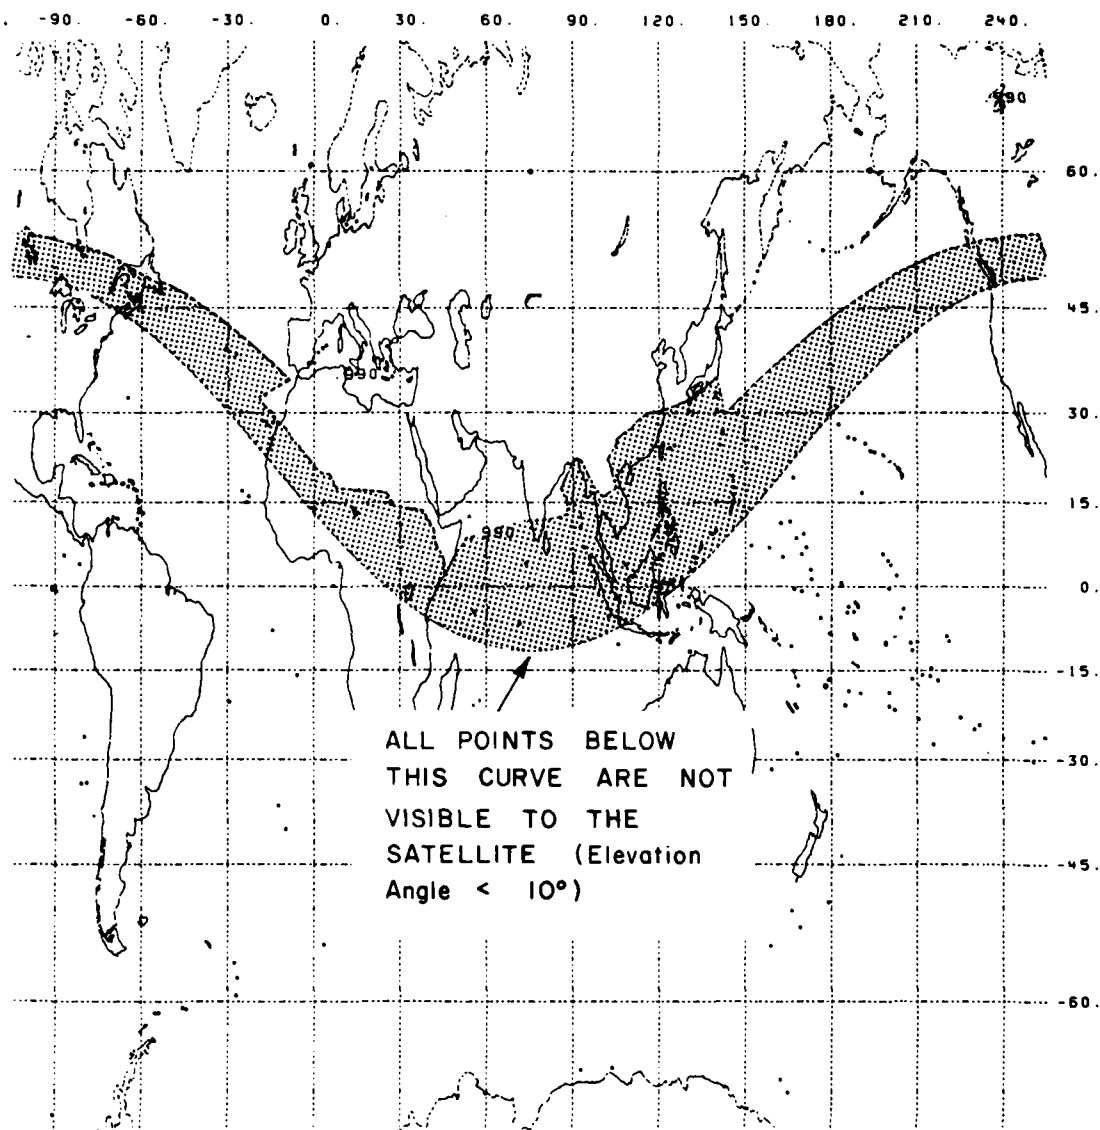 . -90. -60. -30. 0. 30. 60. 90. 120. 150. 180. 210. 240.
990
60.
45.
990
30.
15.
990
0.
-15.
ALL POINTS BELOW
THIS CURVE ARE NOT
VISIBLE TO THE
SATELLITE (Elevation
Angle < 10°)
-30.
-45.
-60.